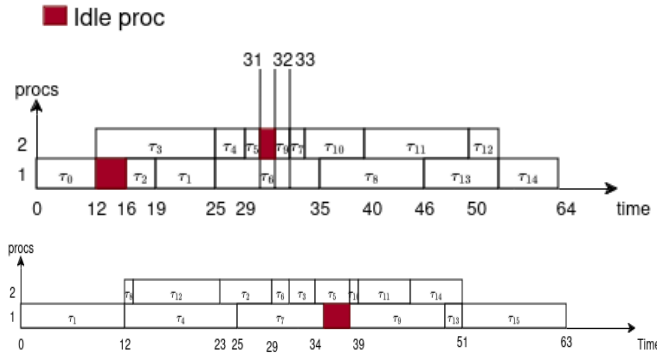 Idle proc
31 32 33
procs
2 τ3 τ4 τ5 τ9 τ7 τ10 τ11 τ12
1 τ0 τ2 τ1 τ6 τ8 τ13 τ14
0 12 16 19 25 29 35 40 46 50 64 time
procs
2 τ8 τ12 τ2 τ6 τ3 τ5 τ10 τ11 τ14
1 τ1 τ4 τ7 τ9 τ13 τ15
0 12 23 25 29 34 39 51 63 Time